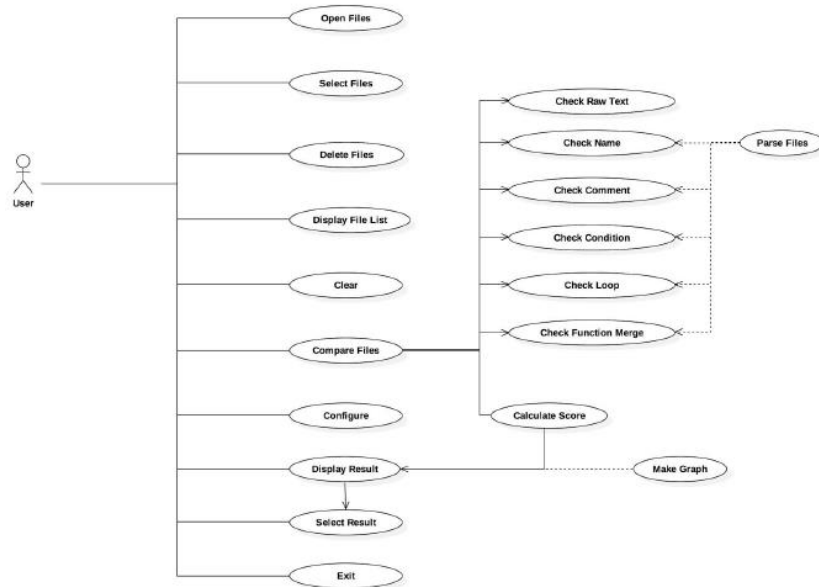 Open Files
Select Files
Check Raw Text
Check Name
Parse Files
Delete Files
User
Check Comment
Display File List
Check Condition
Clear
Check Loop
Check Function Merge
Compare Files
Configure
Calculate Score
Display Result
Make Graph
Select Result
Exit